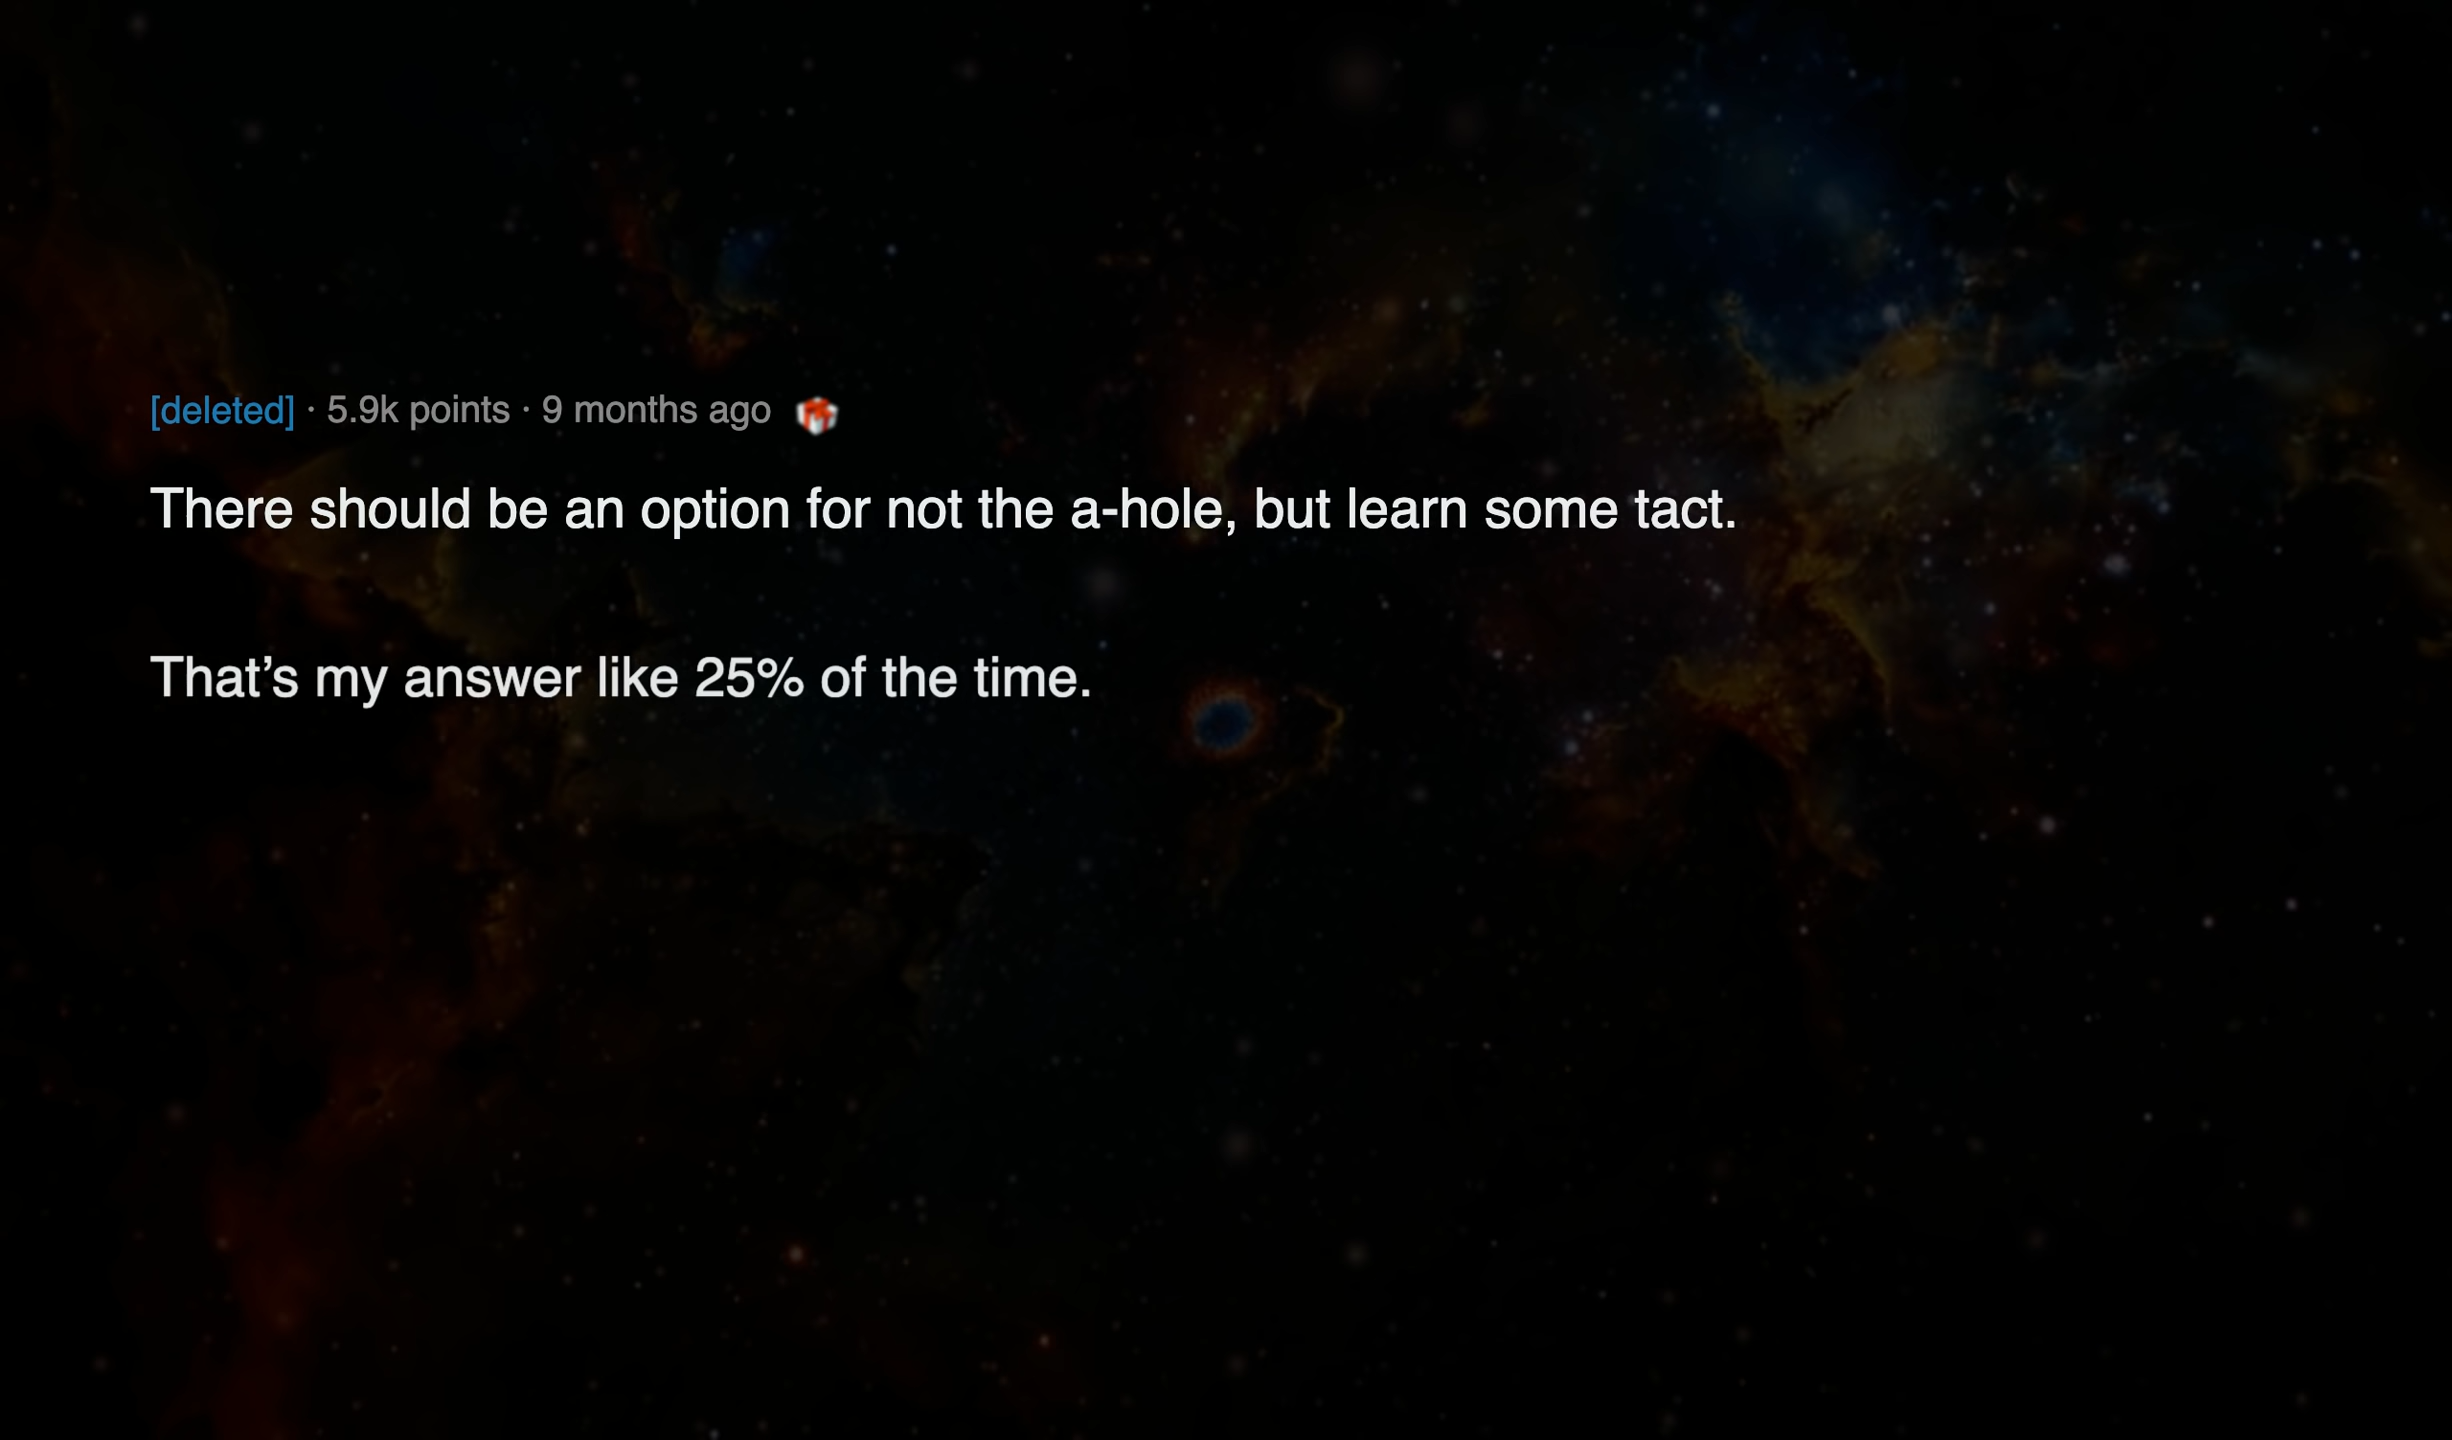 [deleted] · 5.9k points · 9 months ago
There should be an option for not the a-hole, but learn some tact.
That’s my answer like 25% of the time.